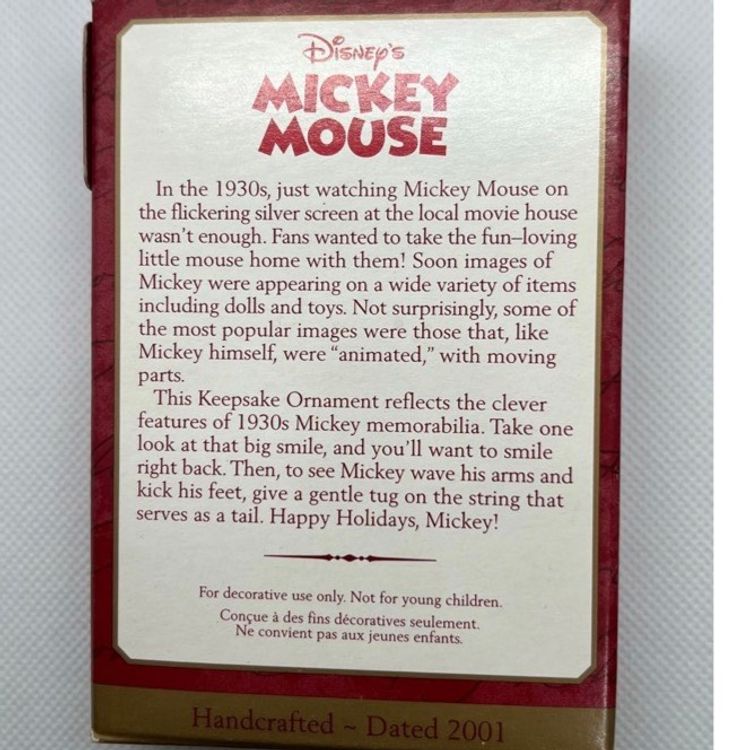 Disney's
MICKEY
MOUSE
In the 1930s, just watching Mickey Mouse on
the flickering silver screen at the local movie house
wasn't enough. Fans wanted to take the fun–loving
little mouse home with them! Soon images of
Mickey were appearing on a wide variety of items
including dolls and toys. Not surprisingly, some of
the most popular images were those that, like
Mickey himself, were "animated," with moving
parts.
This Keepsake Ornament reflects the clever
features of 1930s Mickey memorabilia. Take one
look at that big smile, and you'll want to smile
right back. Then, to see Mickey wave his arms and
kick his feet, give a gentle tug on the string that
serves as a tail. Happy Holidays, Mickey!
For decorative use only. Not for young children.
Conçue à des fins décoratives seulement.
Ne convient pas aux jeunes enfants.
Handcrafted ~ Dated 2001